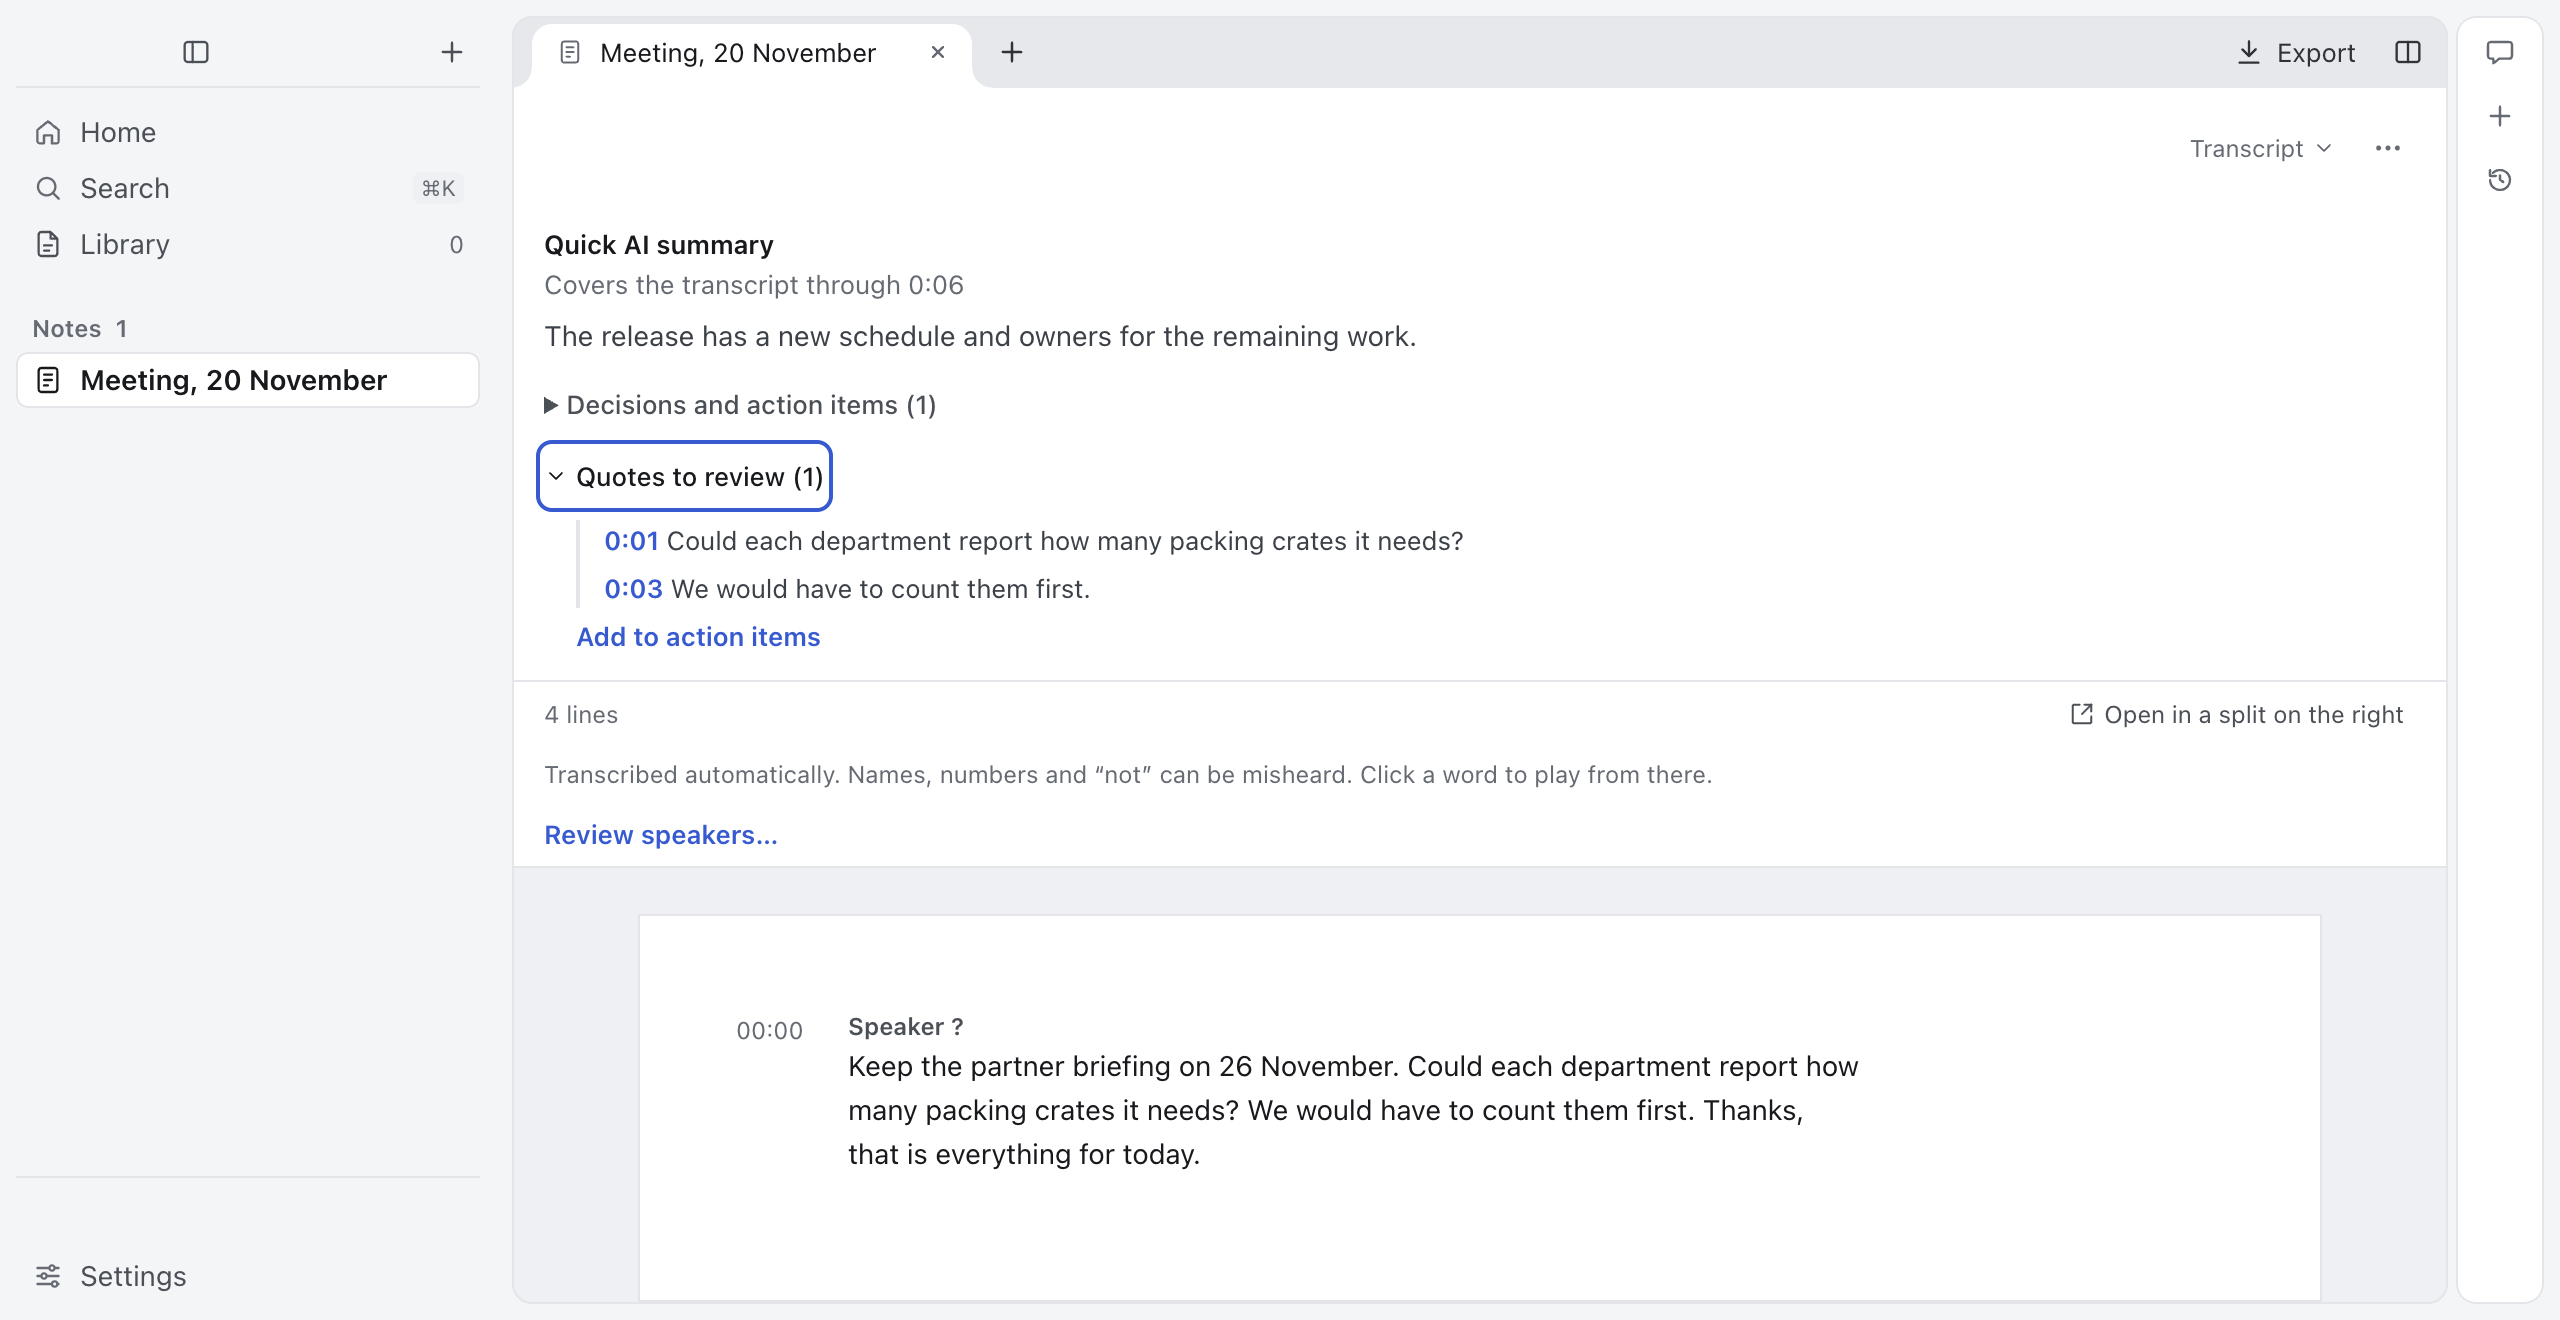 Home
Search ⌘K
Library 0
Notes 1
Meeting, 20 November
Settings
Meeting, 20 November
Export
Transcript
Quick AI summary
Covers the transcript through 0:06
The release has a new schedule and owners for the remaining work.
Decisions and action items (1)
Quotes to review (1)
0:01 Could each department report how many packing crates it needs?
0:03 We would have to count them first.
Add to action items
4 lines
Open in a split on the right
Transcribed automatically. Names, numbers and “not” can be misheard. Click a word to play from there.
Review speakers...
00:00 Speaker ?
Keep the partner briefing on 26 November. Could each department report how
many packing crates it needs? We would have to count them first. Thanks,
that is everything for today.